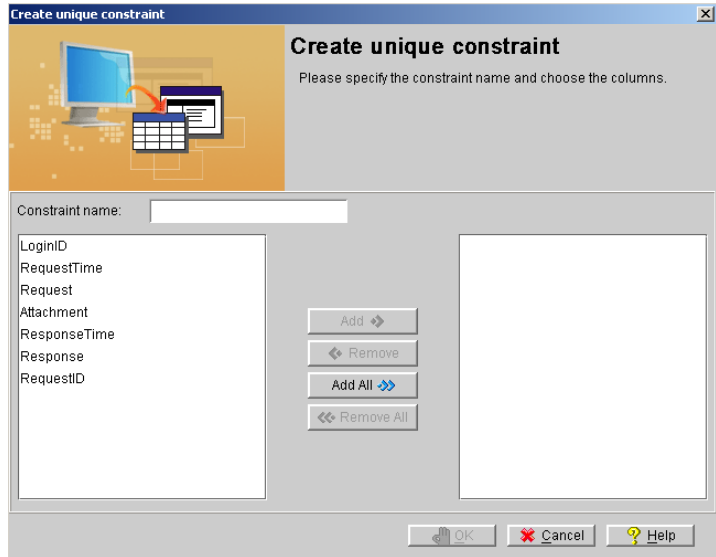 Create unique constraint
Create unique constraint
Please specify the constraint name and choose the columns.
Constraint name:
LoginID
RequestTime
Request
Attachment
ResponseTime
Response
RequestID
Add
Remove
Add All
Remove All
OK
Cancel
Help